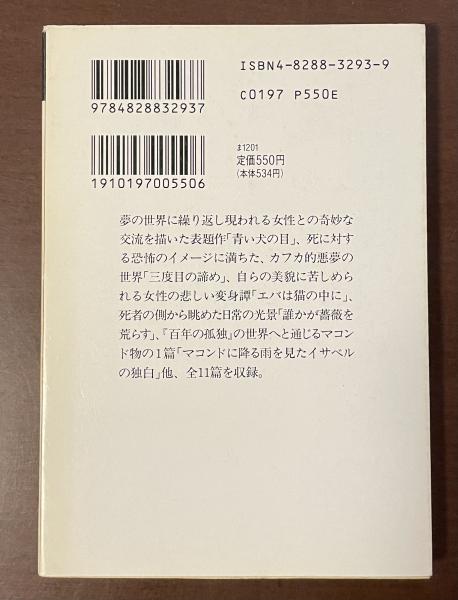 ISBN4-8288-3293-9
9784828832937
C0197 P550E
ま1201
定価550円
(本体534円)
1910197005506
夢の世界に繰り返し現われる女性との奇妙な
交流を描いた表題作「青い犬の目」、死に対す
る恐怖のイメージに満ちた、カフカ的悪夢の
世界「三度目の諦め」、自らの美貌に苦しめら
れる女性の悲しい変身譚「エバは猫の中に」、
死者の側から眺めた日常の光景「誰かが薔薇を
荒らす」、『百年の孤独』の世界へと通じるマコン
ド物の1篇「マコンドに降る雨を見たイサベル
の独白」他、全11篇を収録。